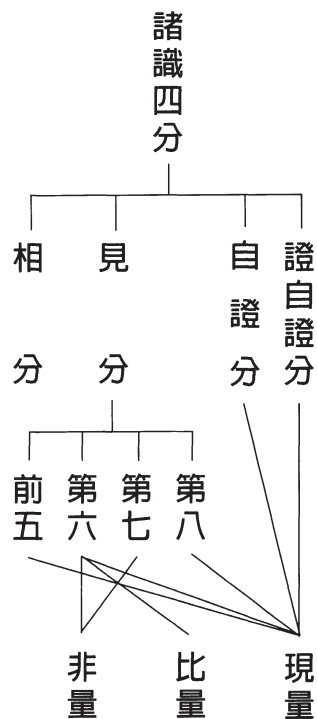 諸識四分
證自證分
自證分
見分
相分
第八
第七
第六
前五
現量
比量
非量